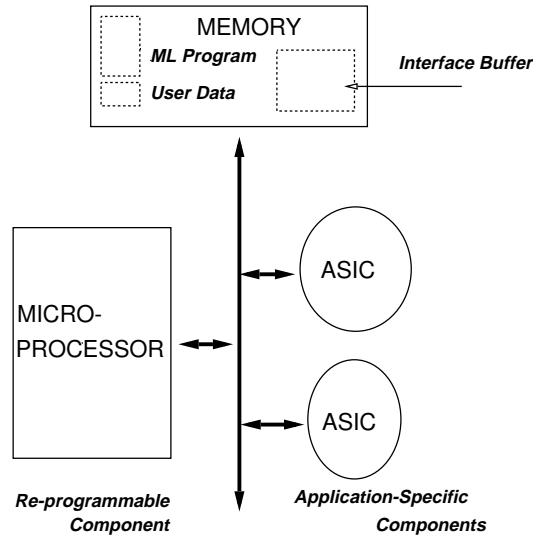 MEMORY
ML Program
User Data
Interface Buffer
ASIC
MICRO-
PROCESSOR
ASIC
Re-programmable
Component
Application-Specific
Components